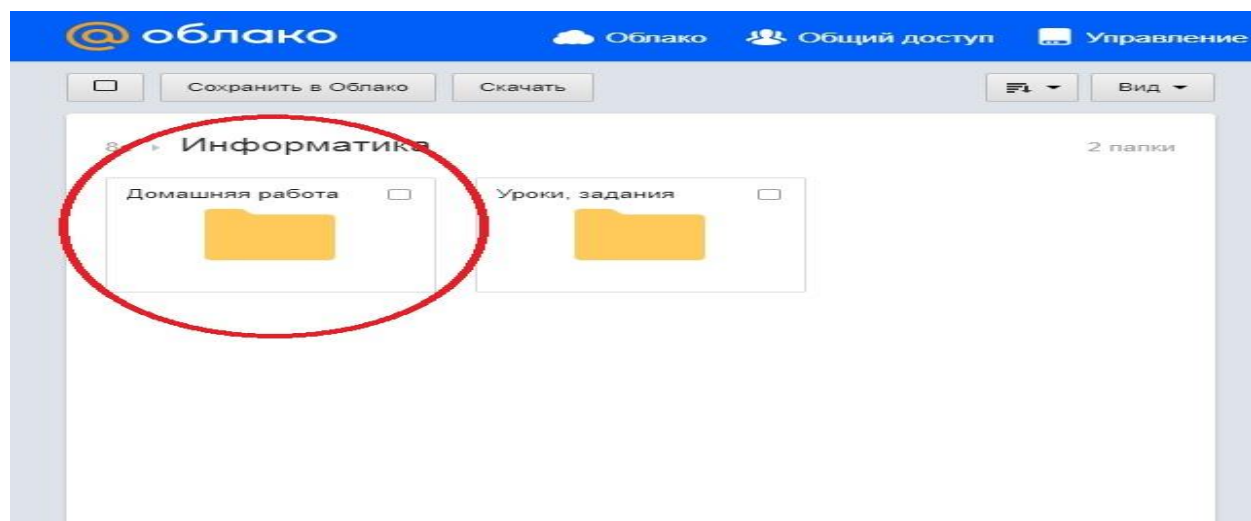 облако Облако Общий доступ Управление
Сохранить в Облако Скачать Вид
Информатика 2 папки
Домашняя работа Уроки, задания